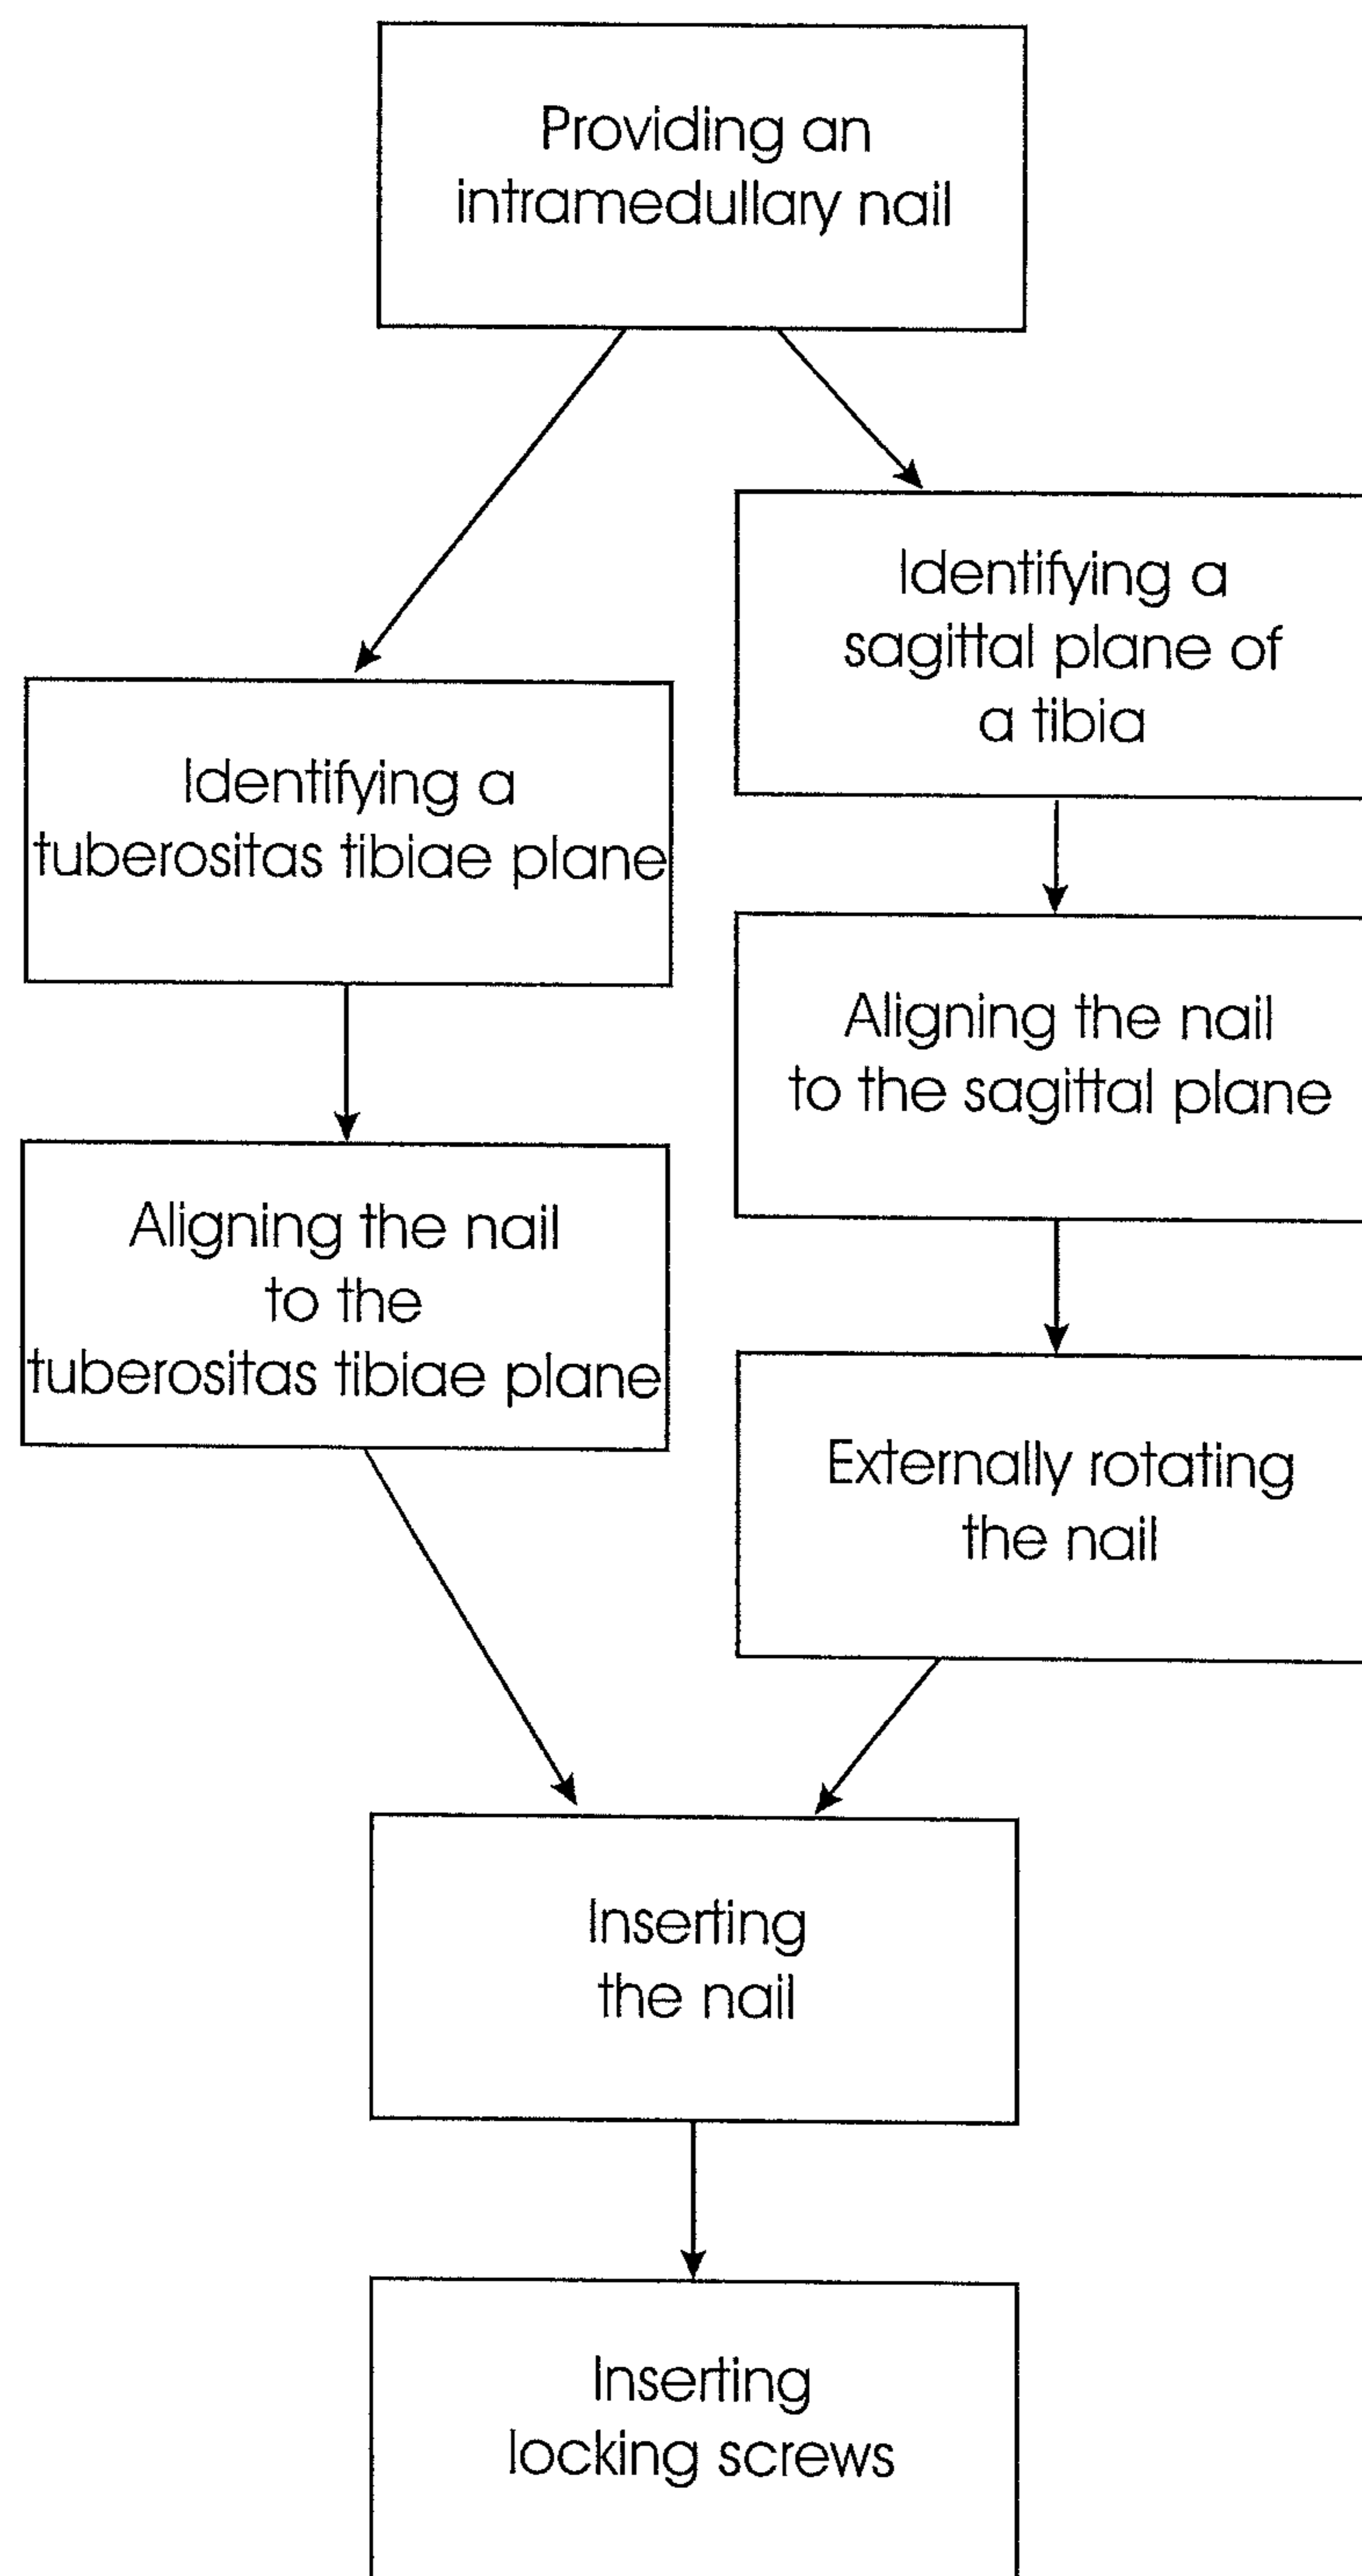 Providing an
intramedullary nail
Identifying a
sagittal plane of
a tibia
Identifying a
tuberositas tibiae plane
Aligning the nail
to the sagittal plane
Aligning the nail
to the
tuberositas tibiae plane
Externally rotating
the nail
Inserting
the nail
Inserting
locking screws